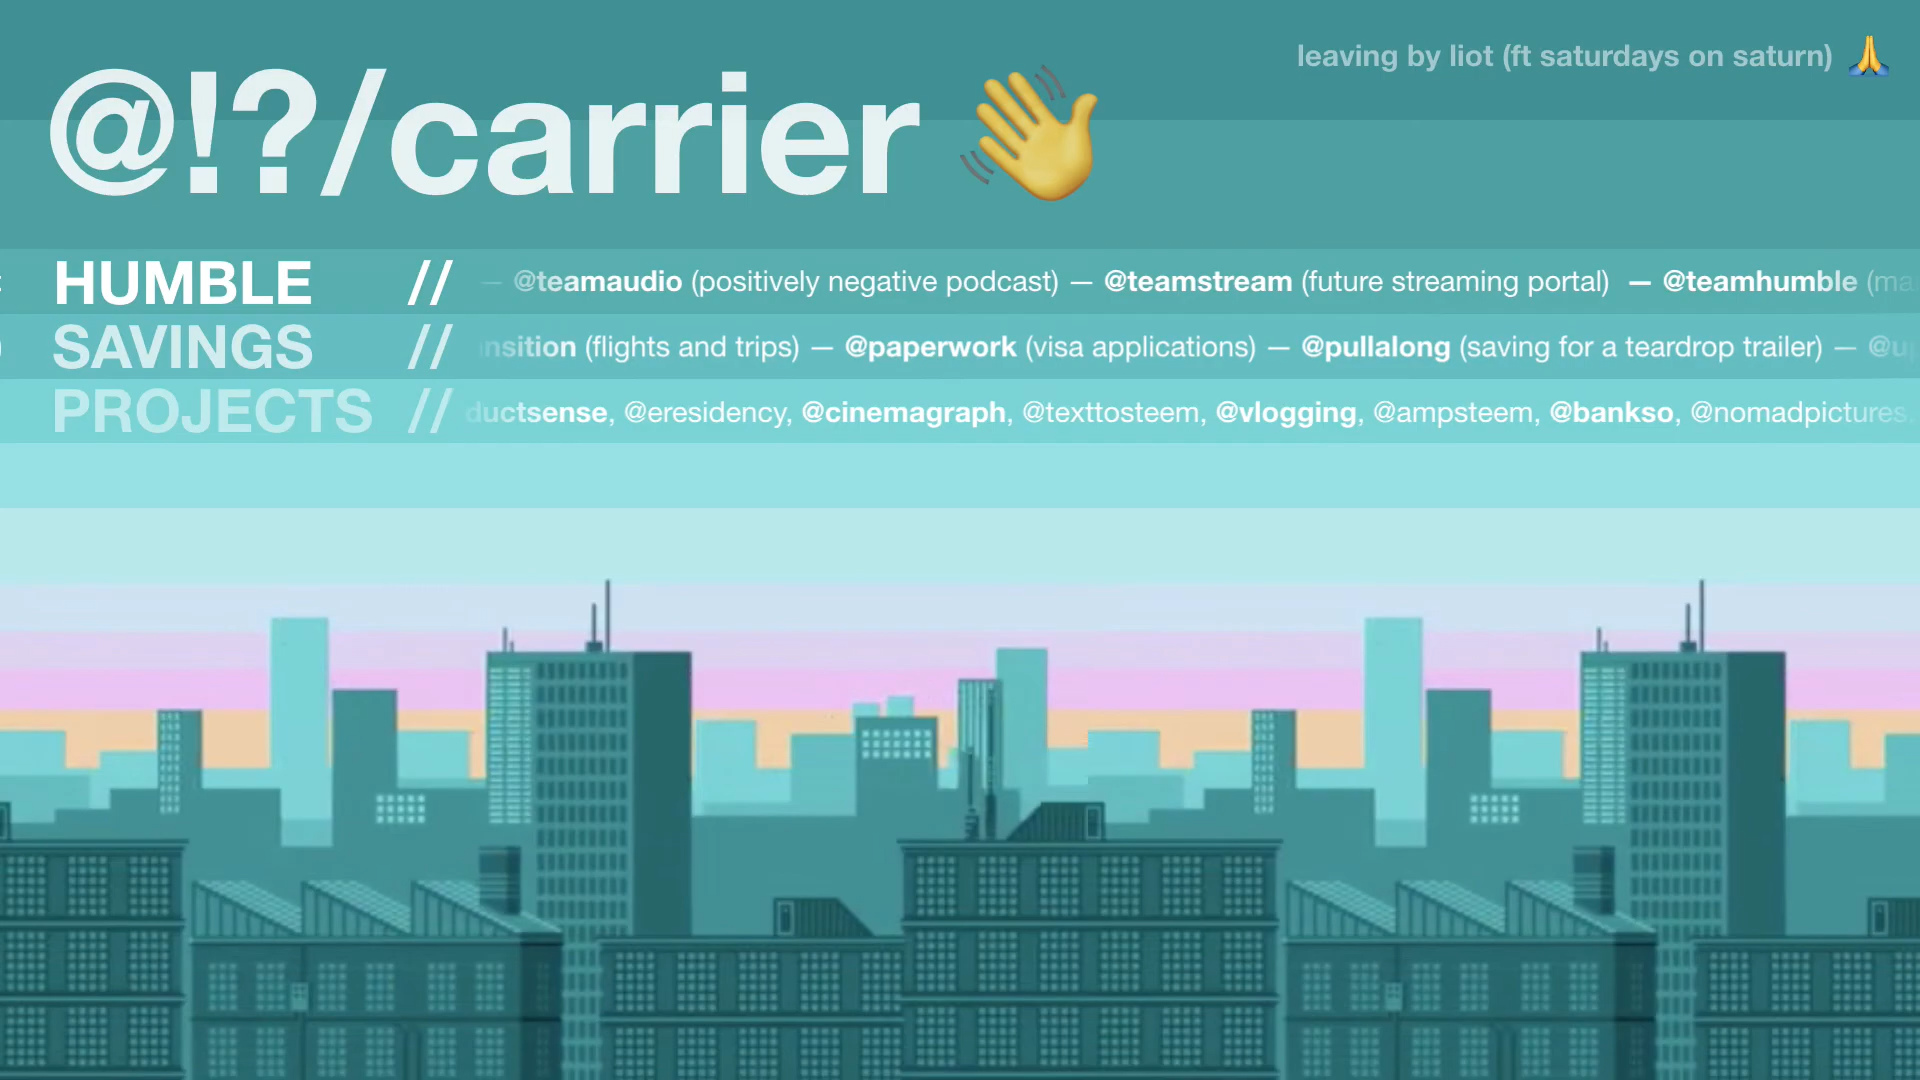 leaving by liot (ft saturdays on saturn) 🙏
@!?/carrier 👋
HUMBLE // — @teamaudio (positively negative podcast) — @teamstream (future streaming portal) — @teamhumble
SAVINGS // (flights and trips) — @paperwork (visa applications) — @pullalong (saving for a teardrop trailer) —
PROJECTS // @eresidency, @cinemagraph, @texttosteem, @vlogging, @ampsteem, @bankso, @nomadpictures